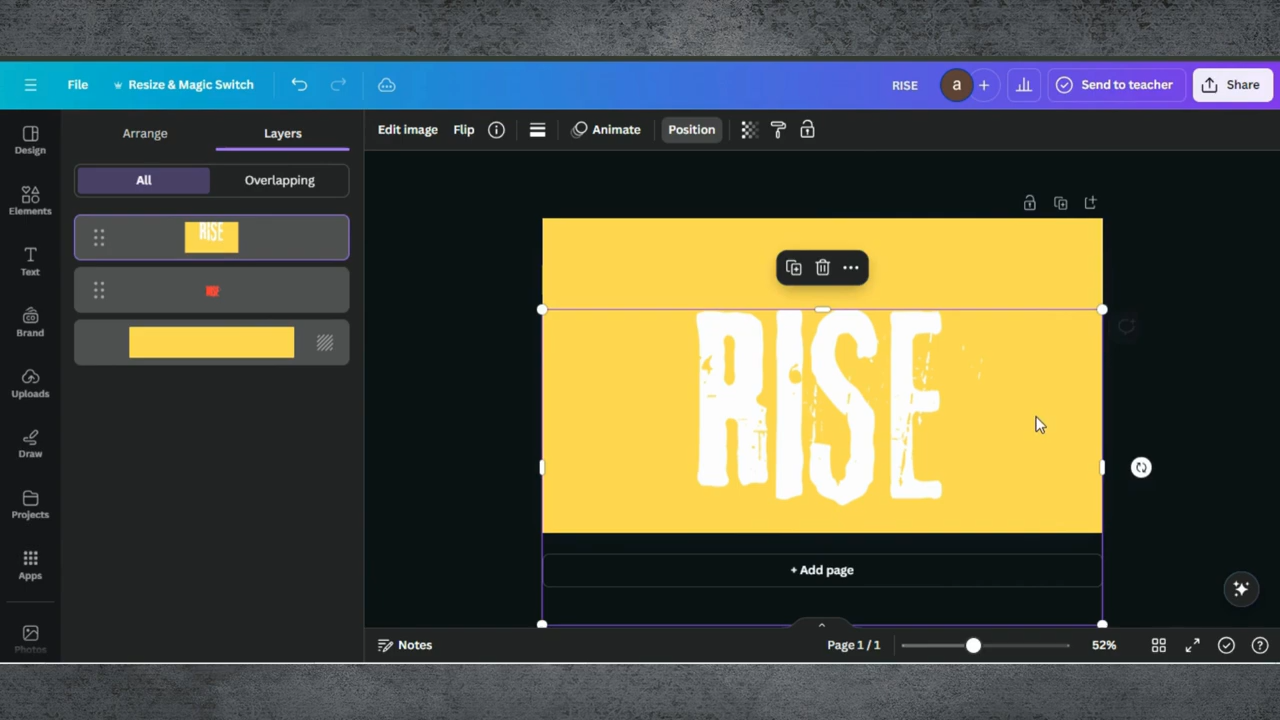 File
Resize & Magic Switch
RISE
a
Send to teacher
Share
Design
Elements
Text
Brand
Uploads
Draw
Projects
Apps
Photos
Arrange
Layers
All
Overlapping
RISE
Edit image
Flip
Animate
Position
RISE
+ Add page
Notes
Page 1 / 1
52%